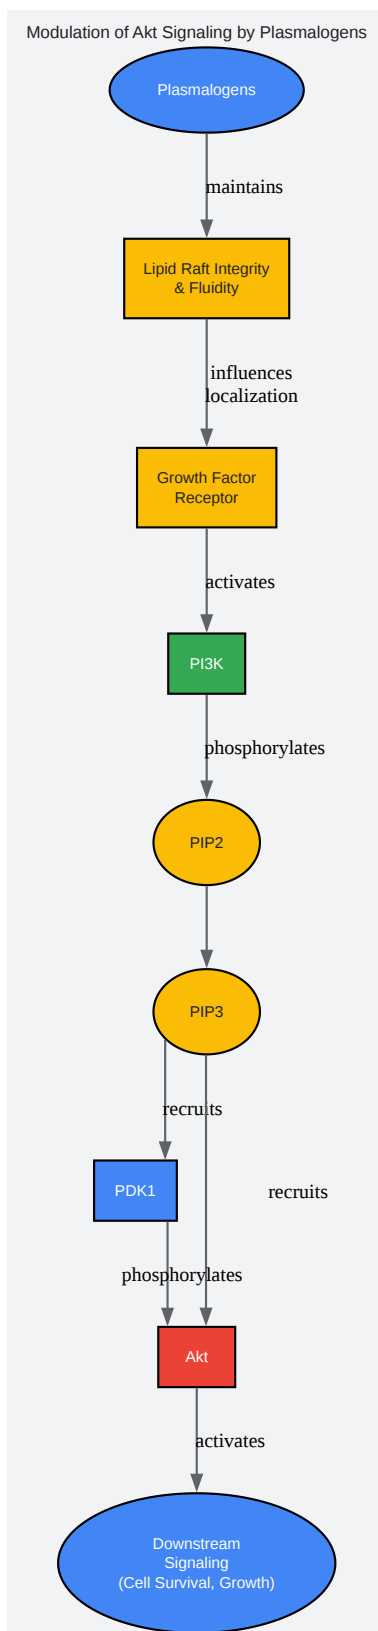 Modulation of Akt Signaling by Plasmalogens
Plasmalogens
maintains
Lipid Raft Integrity
& Fluidity
influences
localization
Growth Factor
Receptor
activates
PI3K
phosphorylates
PIP2
PIP3
recruits
PDK1
recruits
phosphorylates
Akt
activates
Downstream
Signaling
(Cell Survival, Growth)